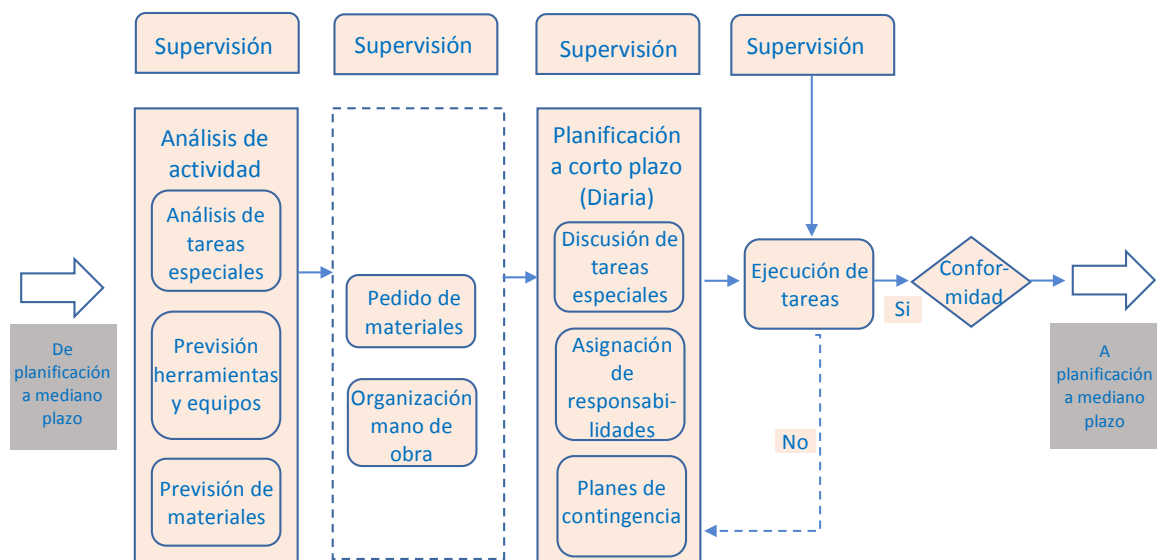 Supervisión
Supervisión
Supervisión
Supervisión
De
planificación
a mediano
plazo
Análisis de
actividad
Análisis de
tareas
especiales
Previsión
herramientas
y equipos
Previsión de
materiales
Pedido de
materiales
Organización
mano de
obra
Planificación
a corto plazo
(Diaria)
Discusión de
tareas
especiales
Asignación
de
responsabi-
lidades
Planes de
contingencia
Ejecución de
tareas
Si
No
Confor-
midad
A
planificación
a mediano
plazo